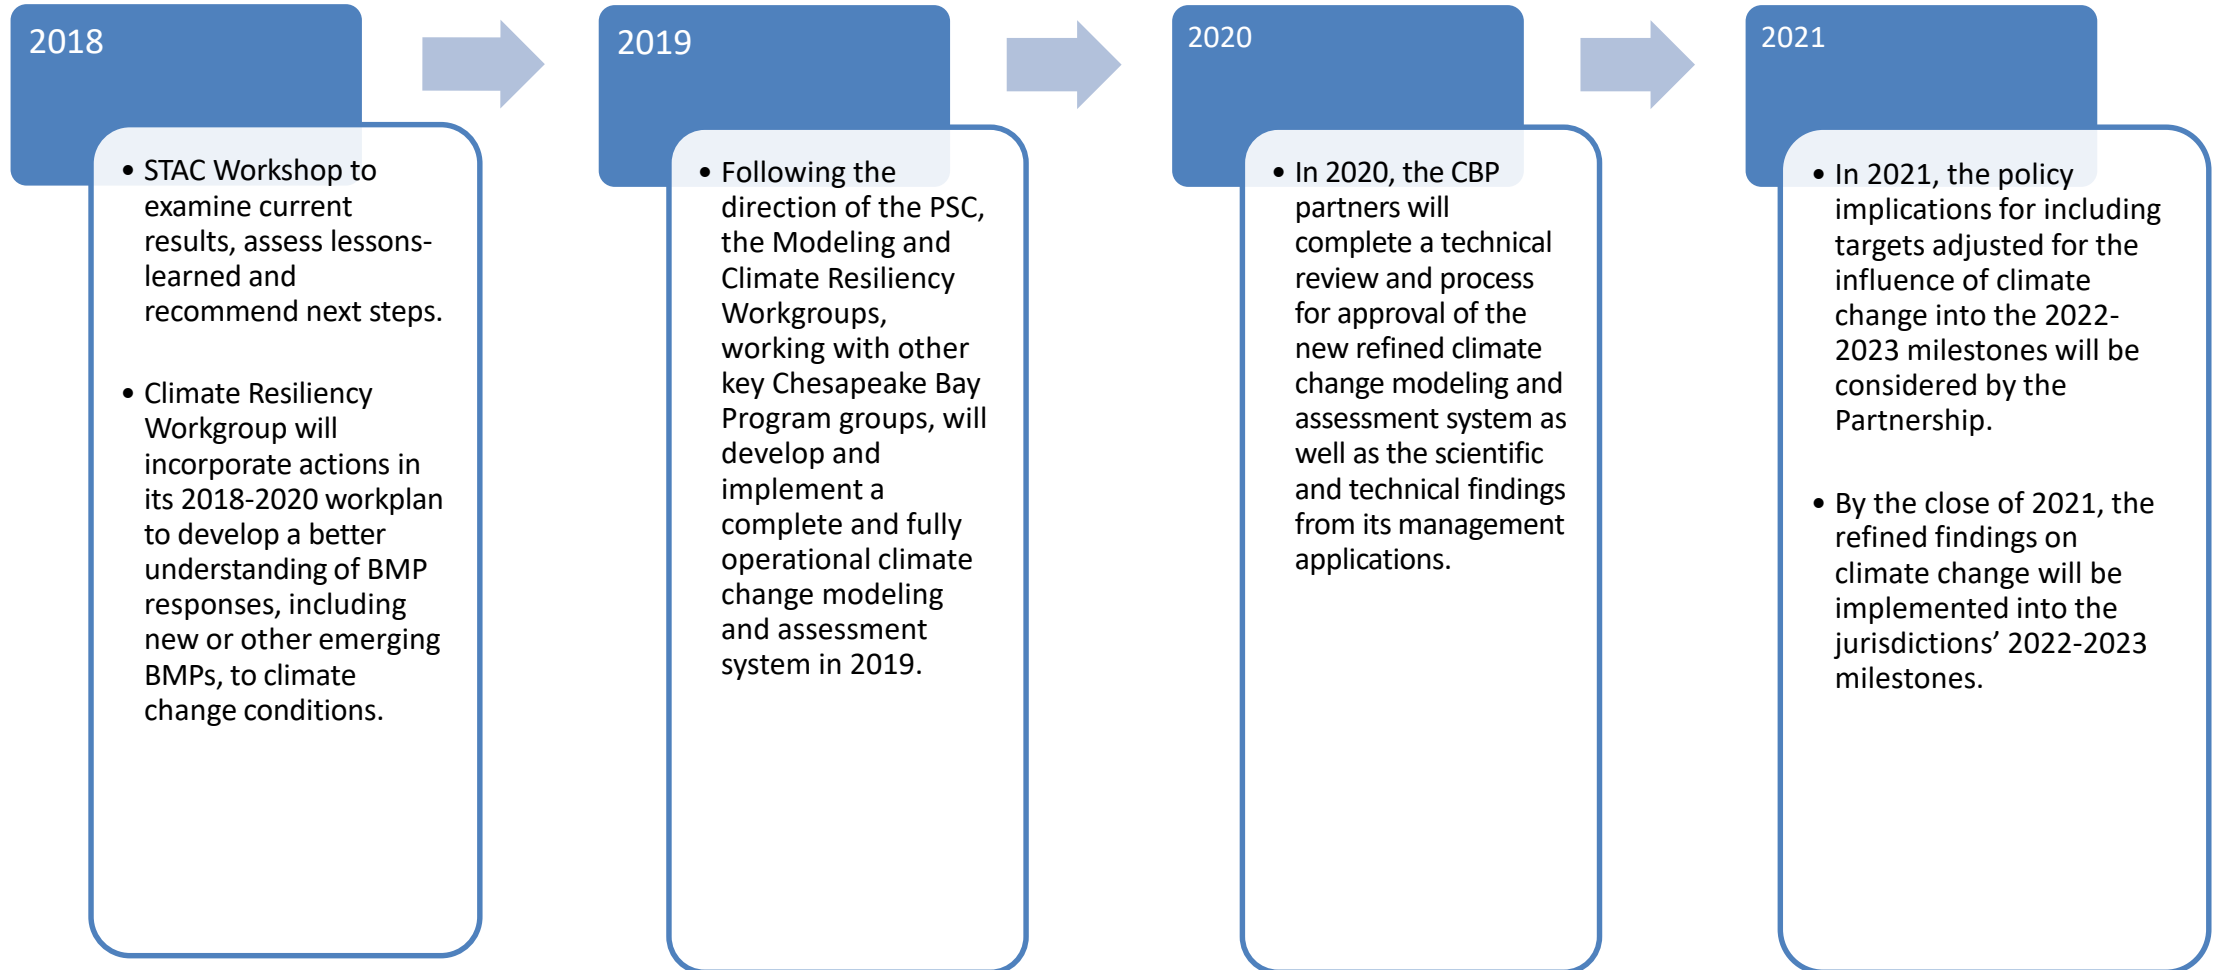 2018
• STAC Workshop to
examine current
results, assess lessons-
learned and
recommend next steps.
• Climate Resiliency
Workgroup will
incorporate actions in
its 2018-2020 workplan
to develop a better
understanding of BMP
responses, including
new or other emerging
BMPs, to climate
change conditions.
2019
• Following the
direction of the PSC,
the Modeling and
Climate Resiliency
Workgroups,
working with other
key Chesapeake Bay
Program groups, will
develop and
implement a
complete and fully
operational climate
change modeling
and assessment
system in 2019.
2020
• In 2020, the CBP
partners will
complete a technical
review and process
for approval of the
new refined climate
change modeling and
assessment system as
well as the scientific
and technical findings
from its management
applications.
2021
• In 2021, the policy
implications for including
targets adjusted for the
influence of climate
change into the 2022-
2023 milestones will be
considered by the
Partnership.
• By the close of 2021, the
refined findings on
climate change will be
implemented into the
jurisdictions’ 2022-2023
milestones.